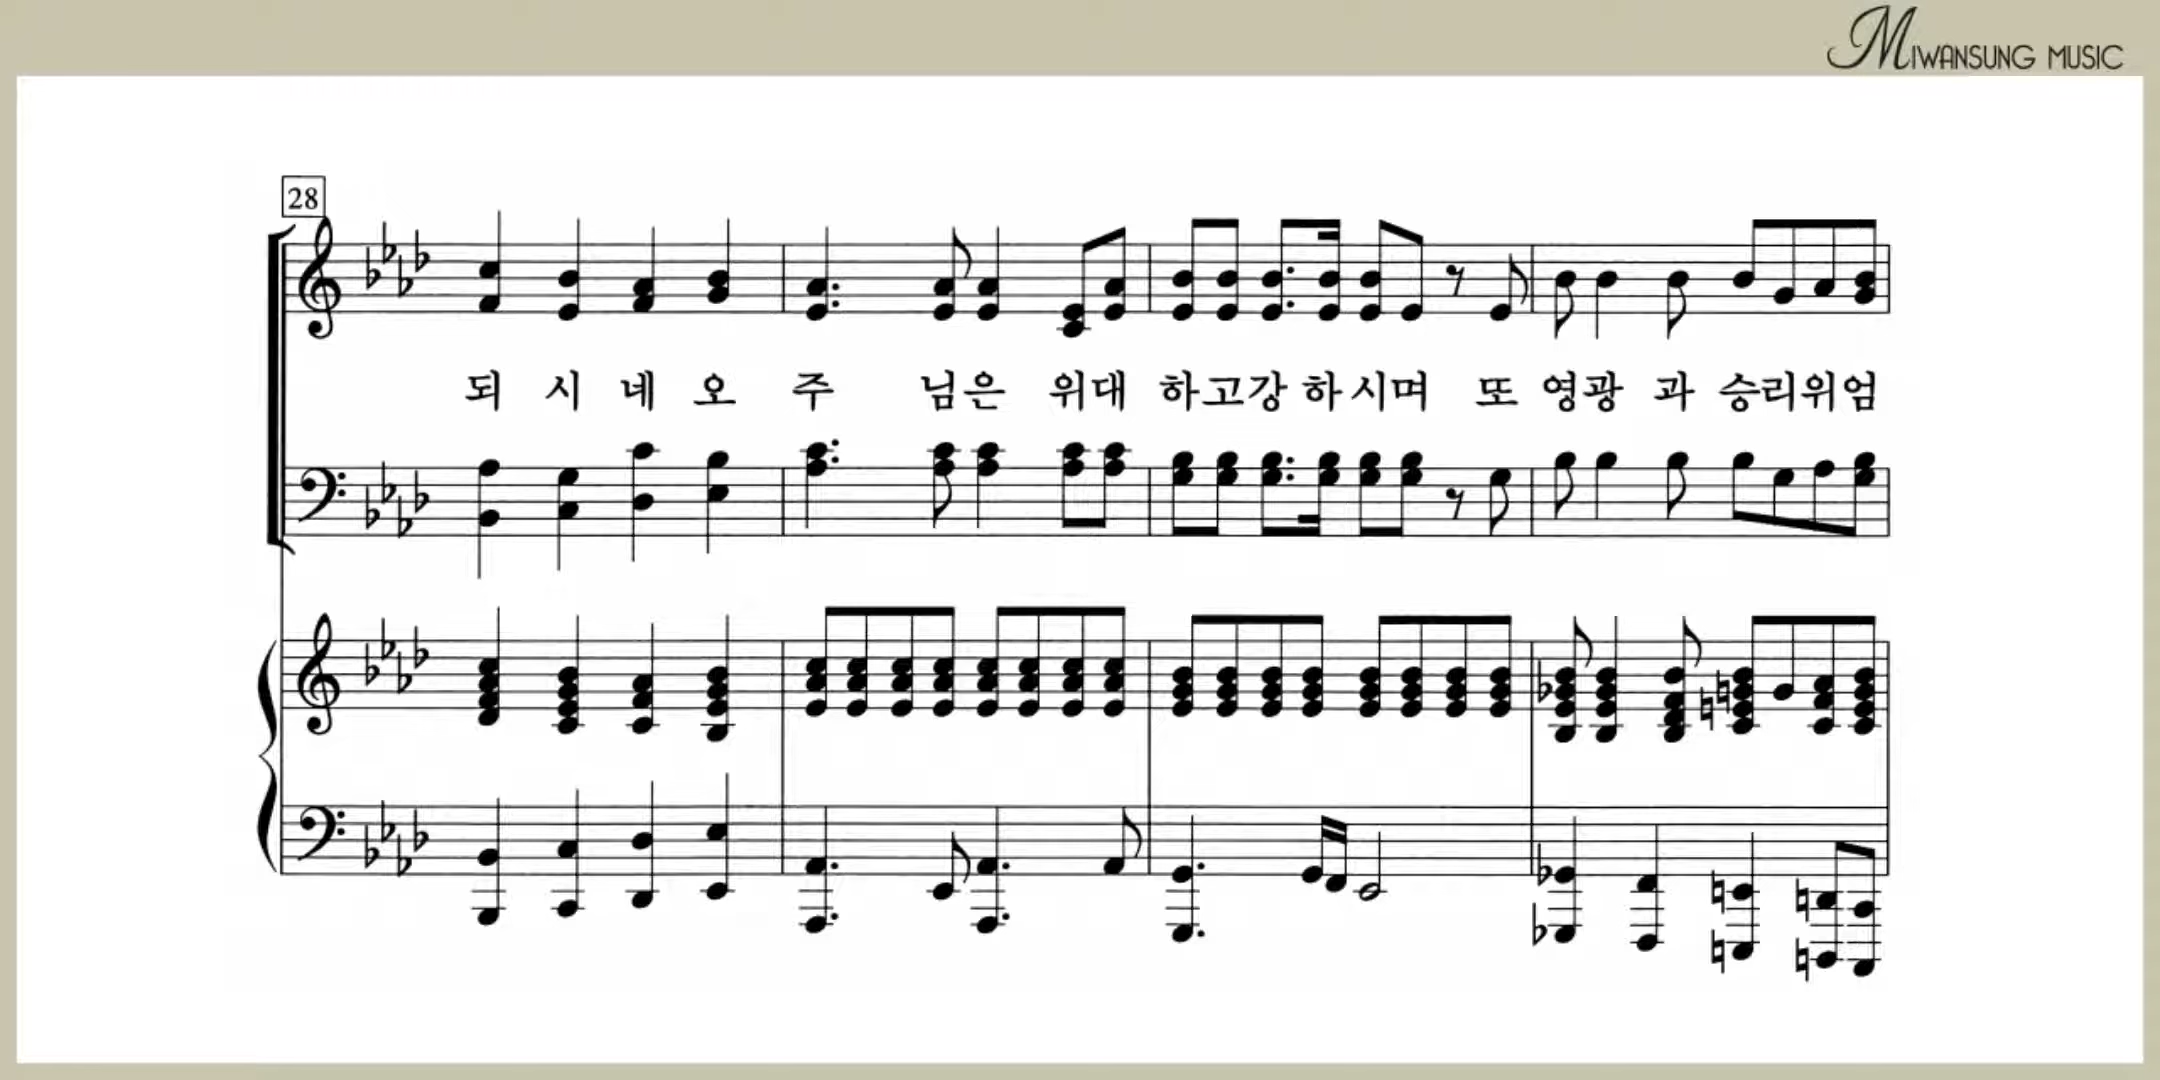 MIWANSUNG MUSIC
28
되 시 네 오 주 님은 위대 하고강 하 시며 또 영광 과 승리위엄